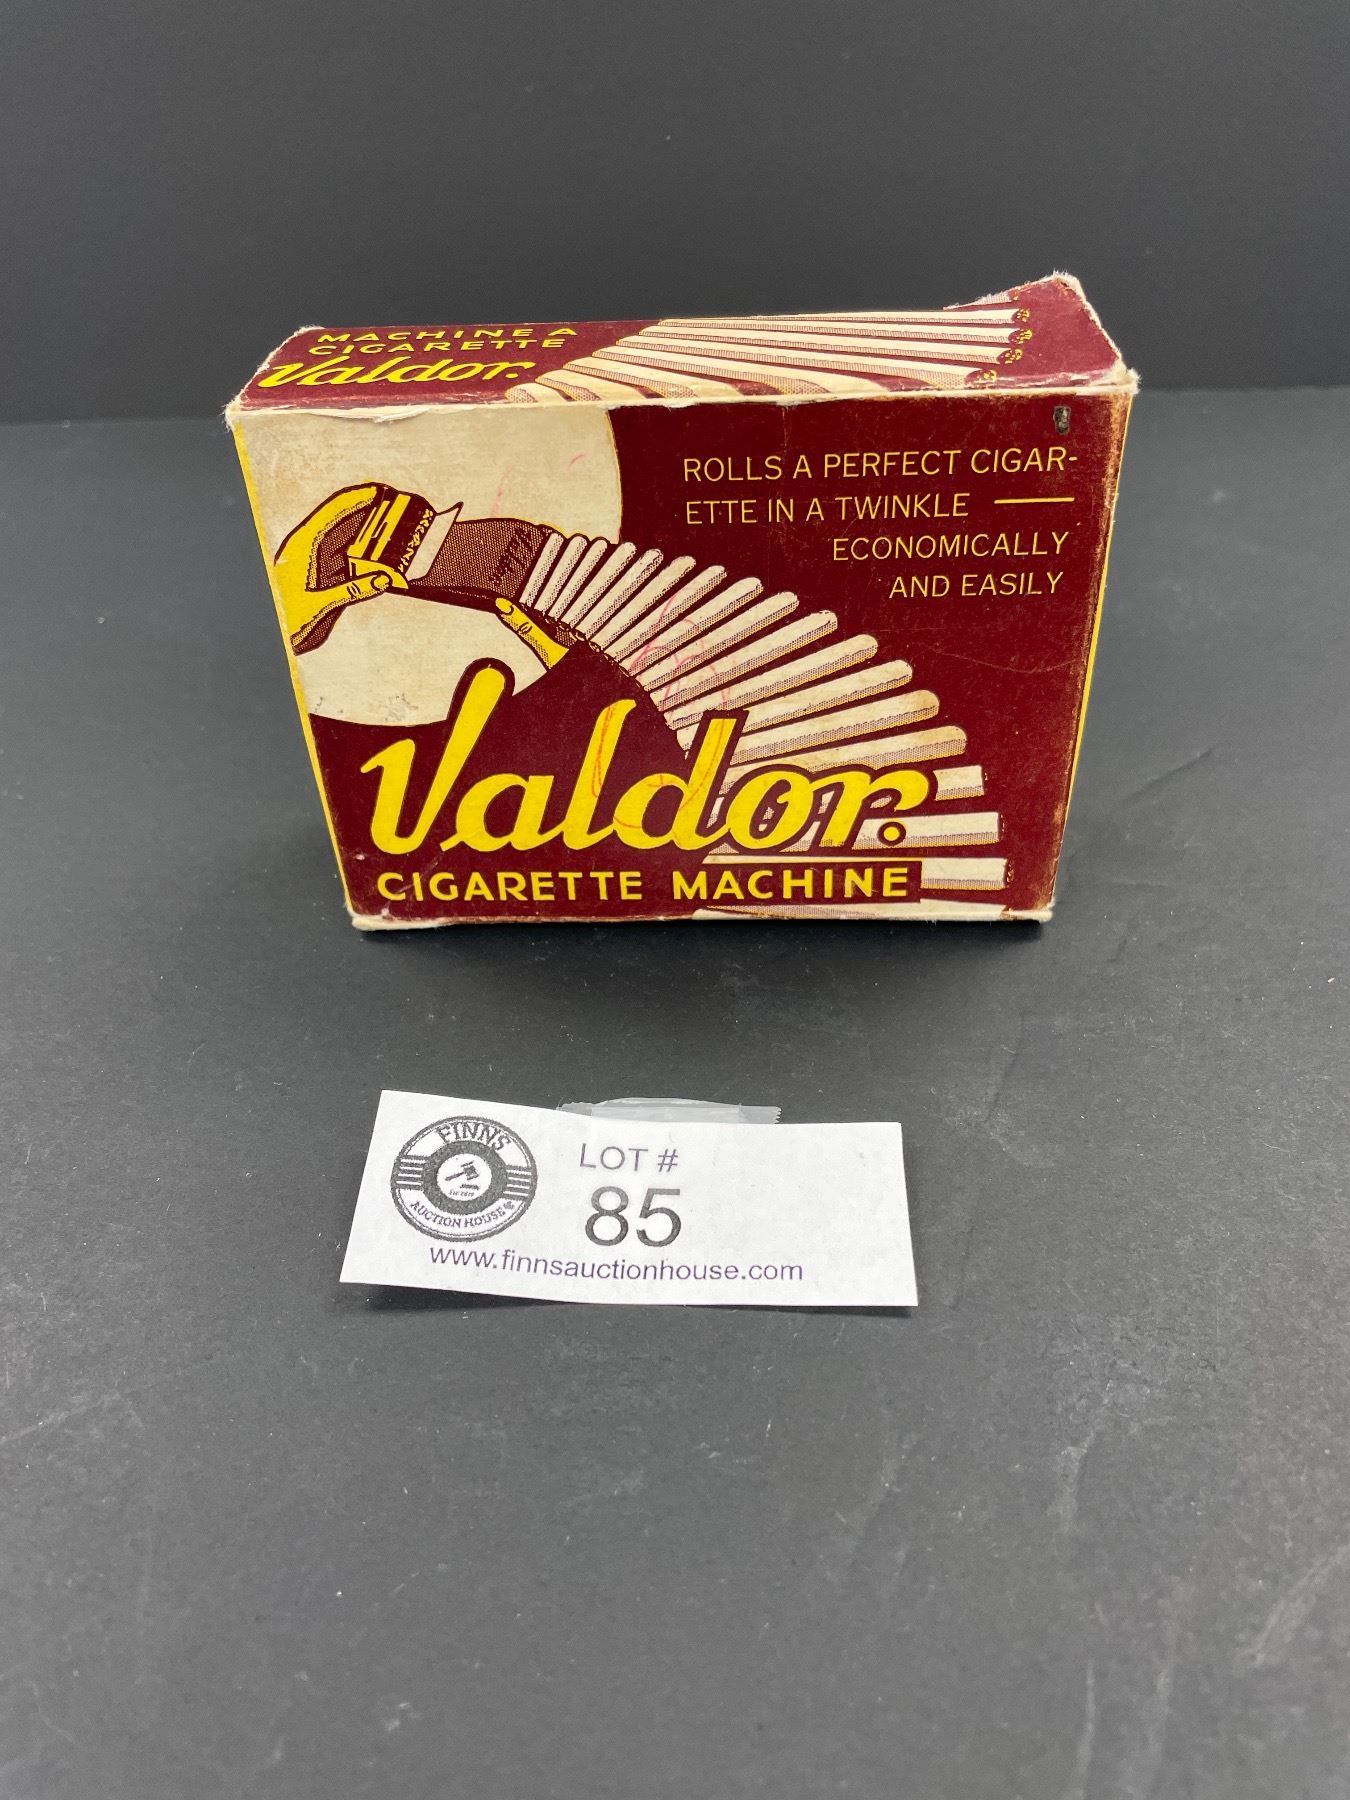 MACHINE A
CIGARETTE
Valdor.
ROLLS A PERFECT CIGAR-
ETTE IN A TWINKLE
ECONOMICALLY
AND EASILY
Valdor.
CIGARETTE MACHINE
FINNS
AUCTION HOUSE
LOT #
85
www.finnsauctionhouse.com